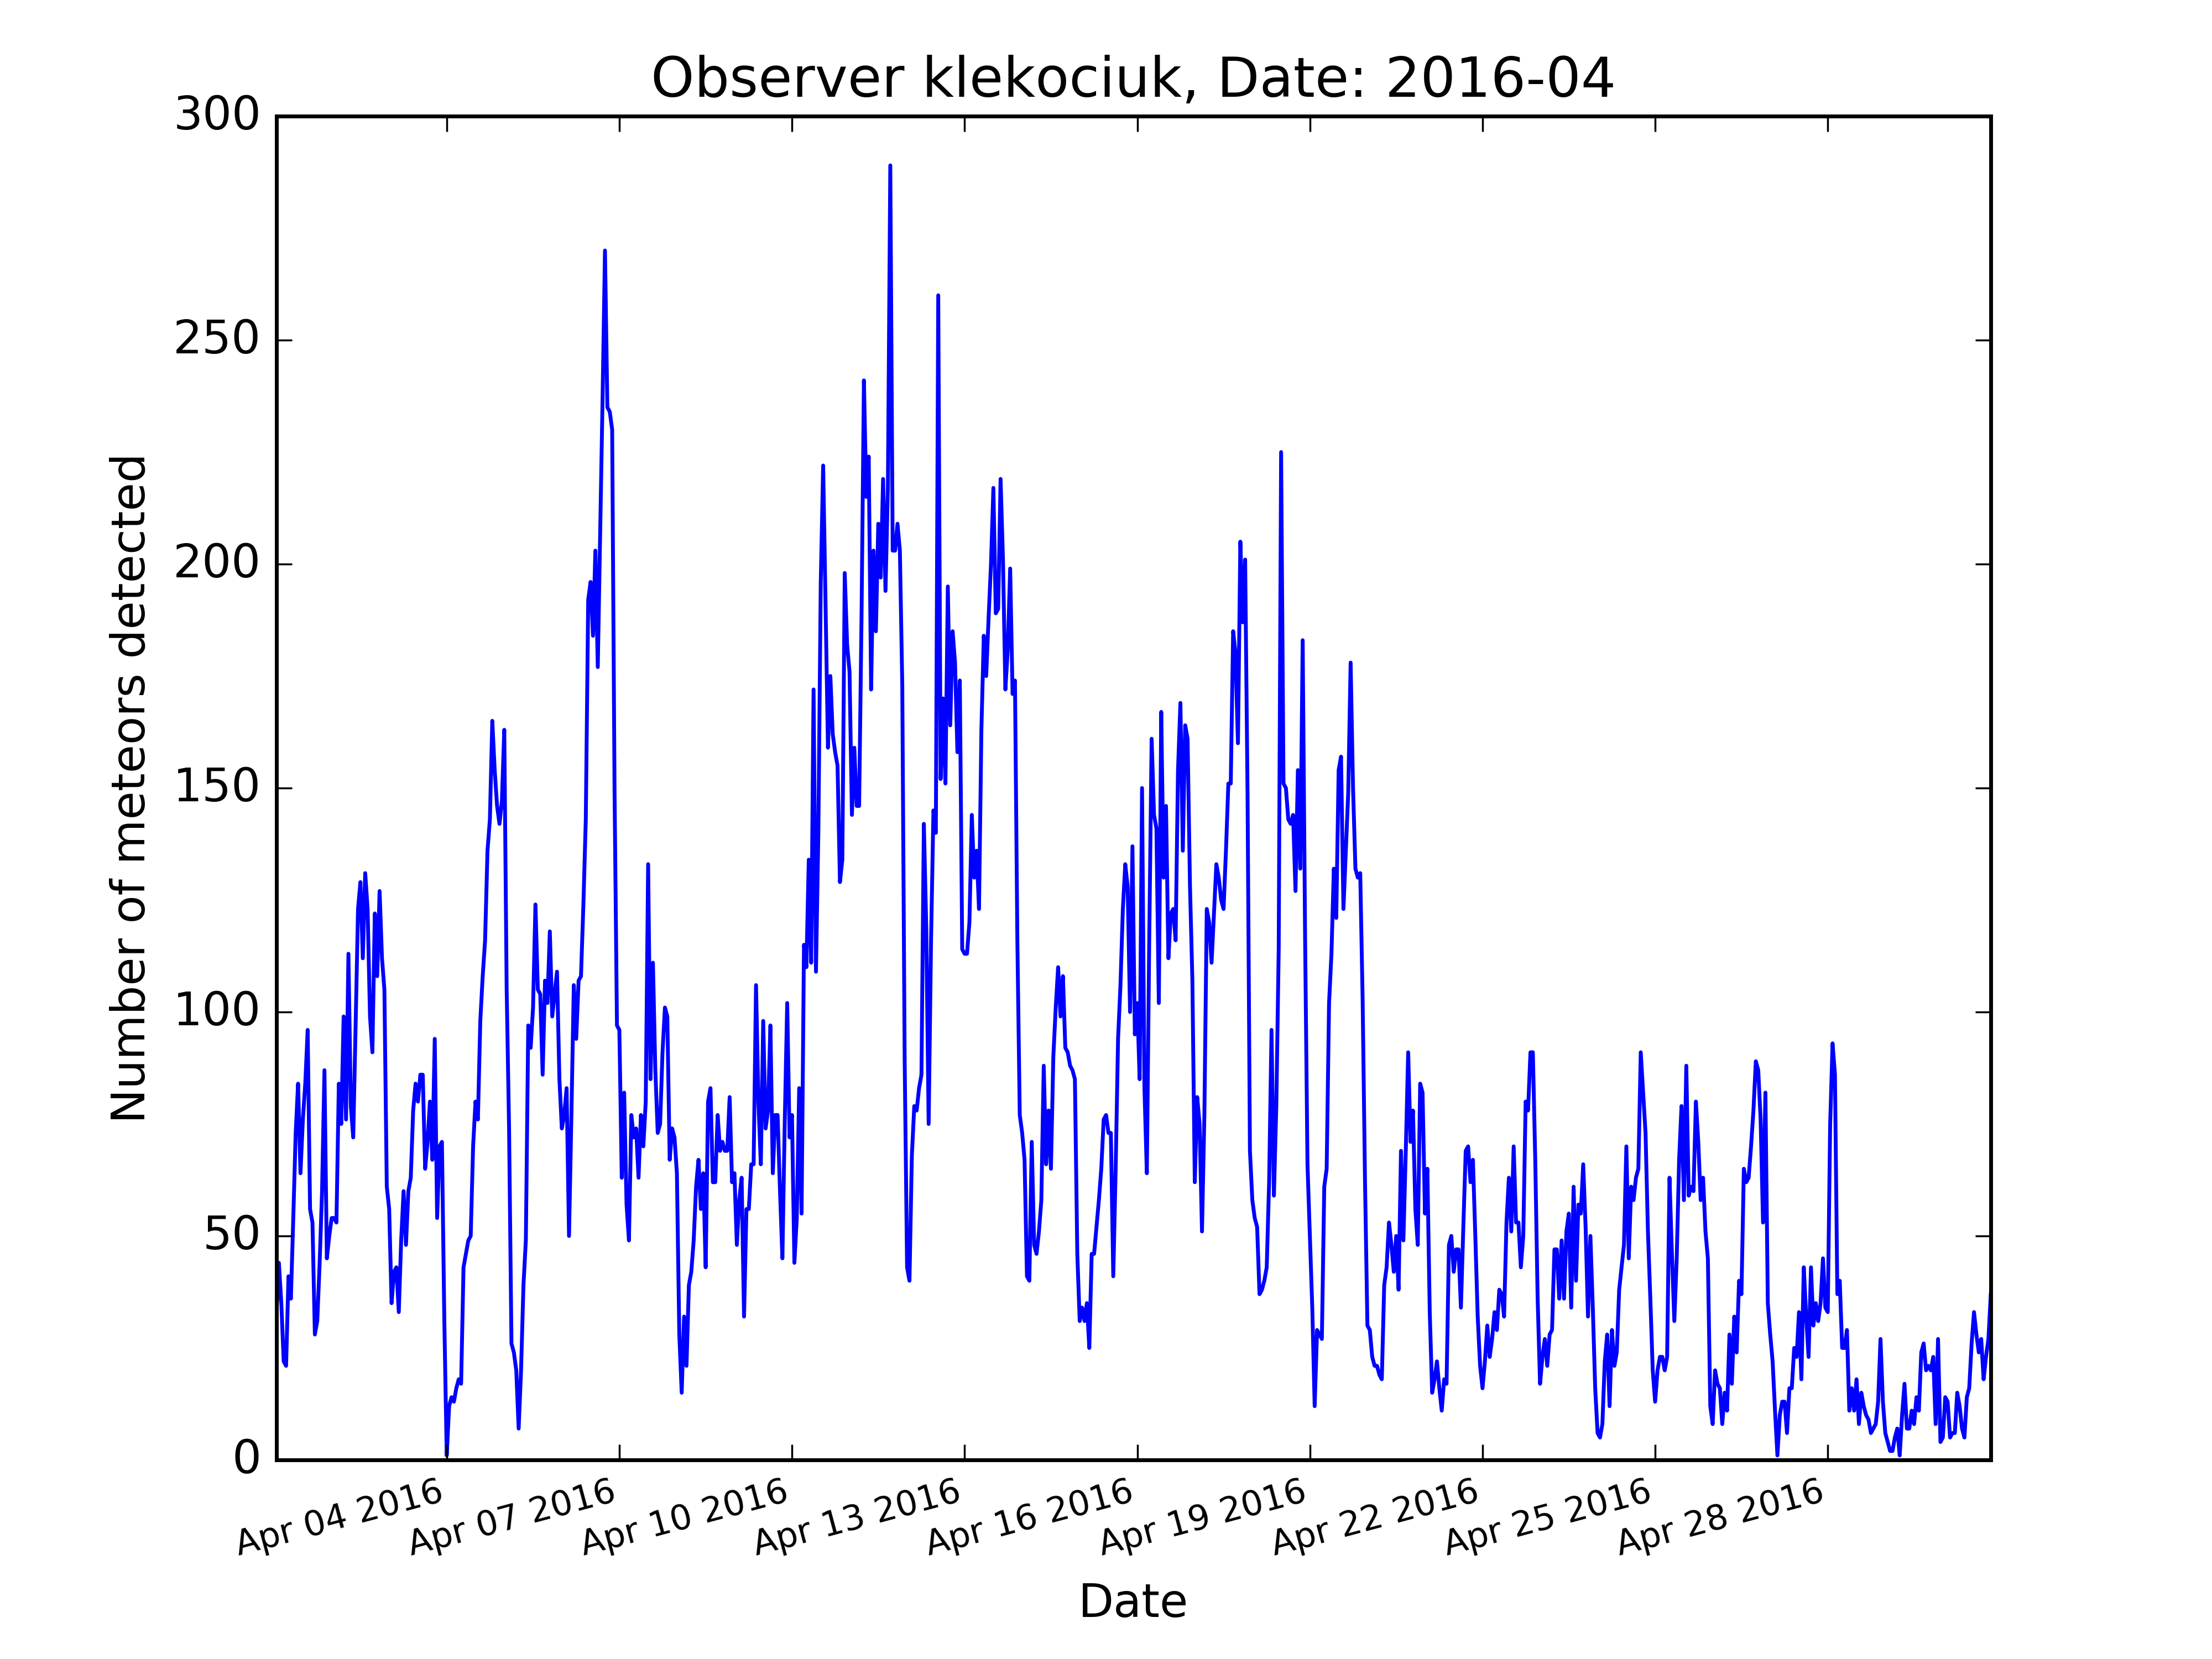 Observer klekociuk, Date: 2016-04
300
250
200
150
100
50
0
Number of meteors detected
Apr 04 2016
Apr 07 2016
Apr 10 2016
Apr 13 2016
Apr 16 2016
Apr 19 2016
Apr 22 2016
Apr 25 2016
Apr 28 2016
Date